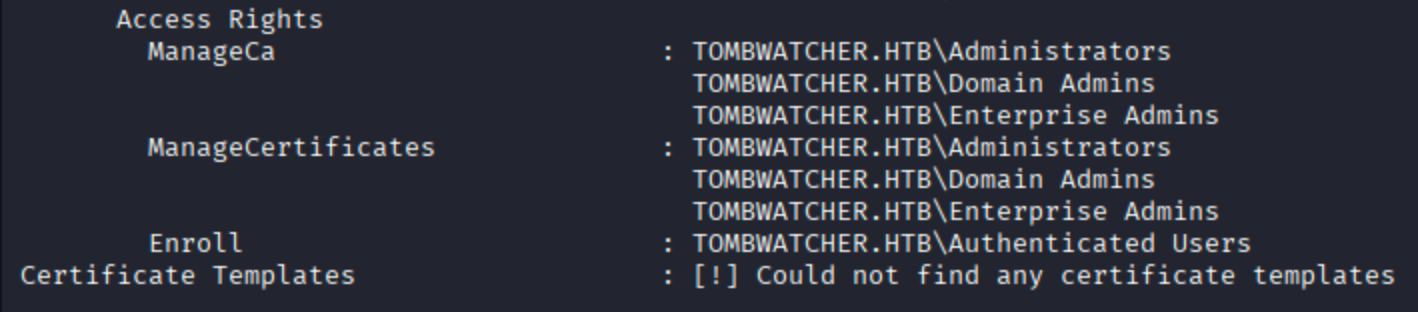 Access Rights
ManageCa : TOMBWATCHER.HTB\Administrators
TOMBWATCHER.HTB\Domain Admins
TOMBWATCHER.HTB\Enterprise Admins
ManageCertificates : TOMBWATCHER.HTB\Administrators
TOMBWATCHER.HTB\Domain Admins
TOMBWATCHER.HTB\Enterprise Admins
Enroll : TOMBWATCHER.HTB\Authenticated Users
Certificate Templates : [!] Could not find any certificate templates